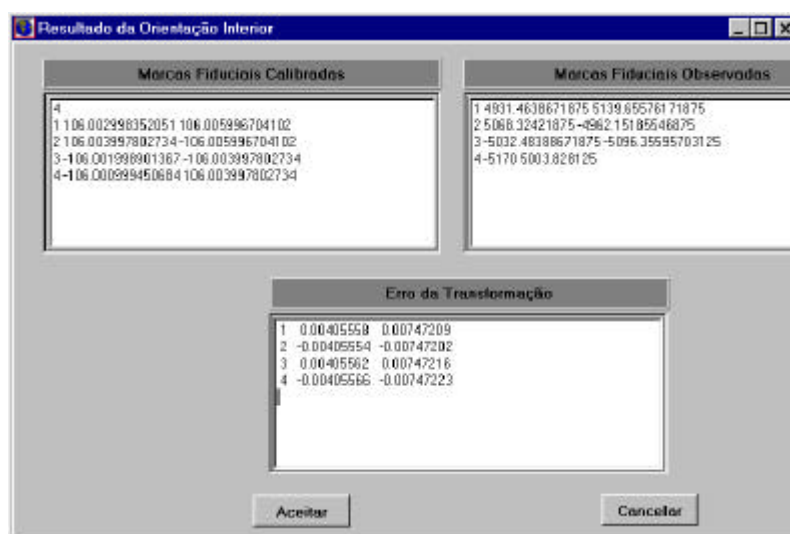 Resultado da Orientação Interior
Marcas Fiduciais Calibradas
4
1 106.002998352051 106.005996704102
2 106.003997802734-106.005996704102
3-106.001998901367-106.003997802734
4-106.000999450684 106.003997802734
Marcas Fiduciais Observadas
1 4931.4638671875 5139.65576171875
2 5068.32421875-4962.15185546875
3-5032.48388671875-5096.35595703125
4-5170 5003.828125
Erro da Transformação
1 0.00405558 0.00747209
2 -0.00405554 -0.00747202
3 0.00405562 0.00747216
4 -0.00405566 -0.00747223
Aceitar
Cancelar